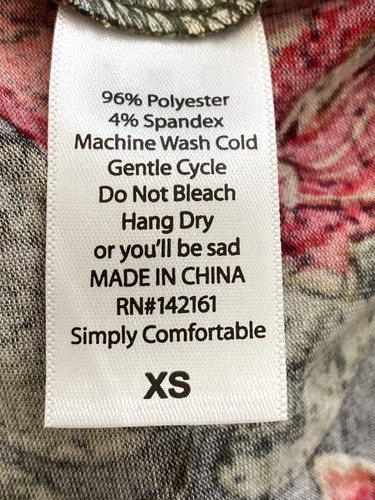 96% Polyester
4% Spandex
Machine Wash Cold
Gentle Cycle
Do Not Bleach
Hang Dry
or you'll be sad
MADE IN CHINA
RN#142161
Simply Comfortable
XS